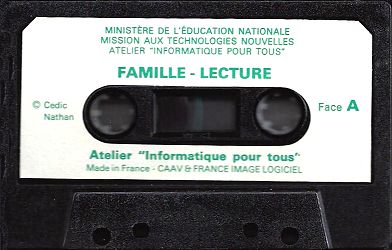 MINISTÈRE DE L'ÉDUCATION NATIONALE
MISSION AUX TECHNOLOGIES NOUVELLES
ATELIER "INFORMATIQUE POUR TOUS"
FAMILLE - LECTURE
© Cedic
Nathan
Face A
Atelier "Informatique pour tous"
Made in France - CAAV & FRANCE IMAGE LOGICIEL